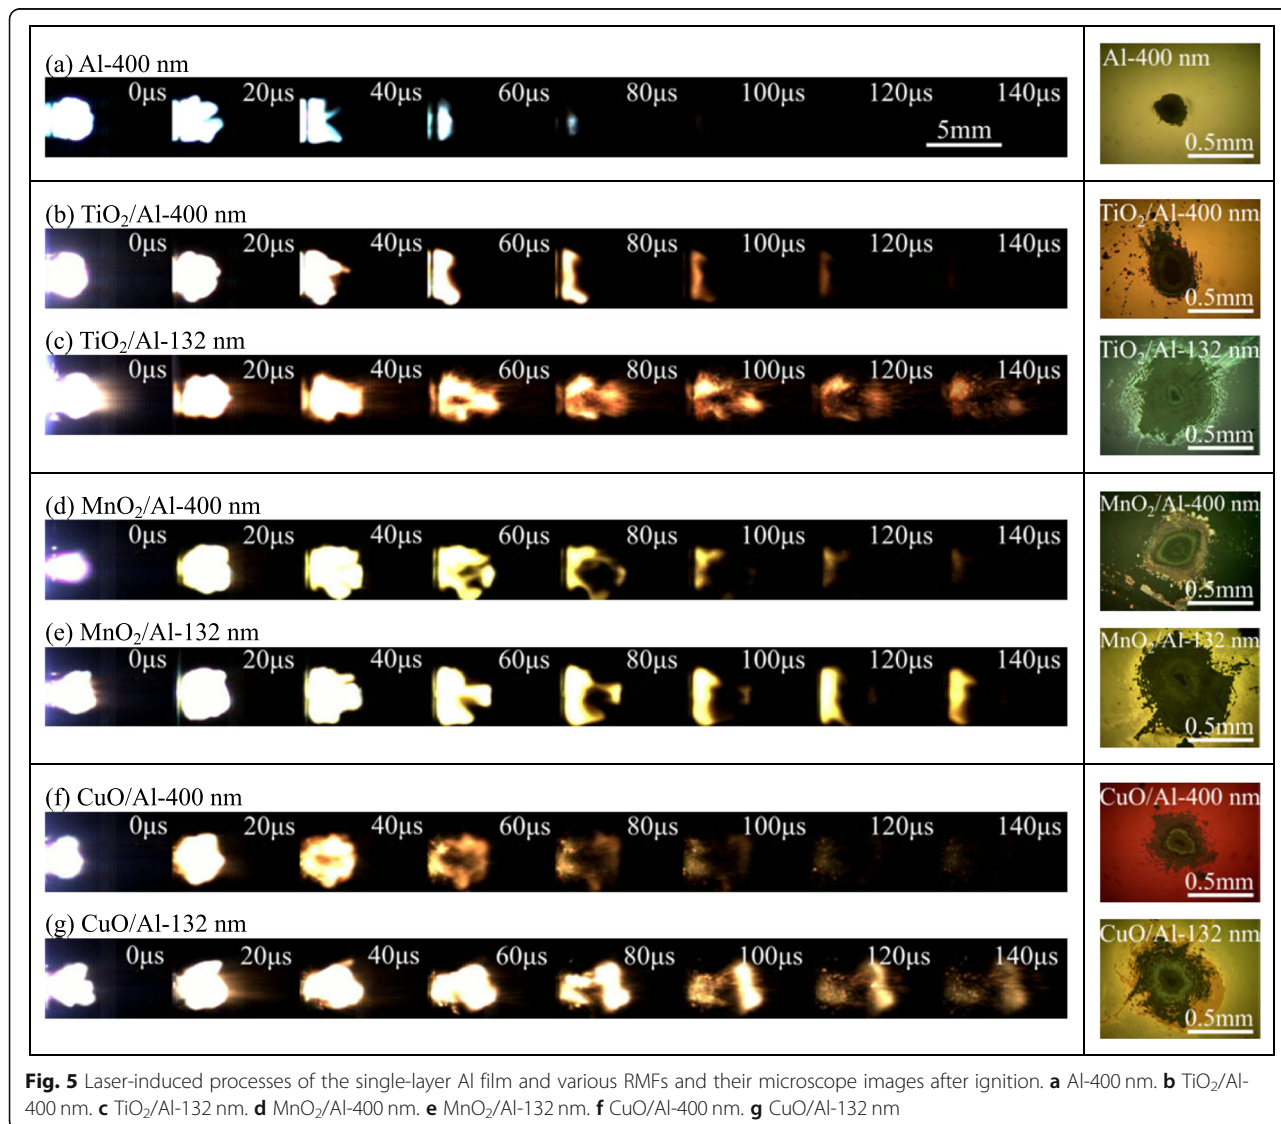 (a) Al-400 nm
0μs 20μs 40μs 60μs 80μs 100μs 120μs 140μs
5mm
Al-400 nm
0.5mm
(b) TiO₂/Al-400 nm
0μs 20μs 40μs 60μs 80μs 100μs 120μs 140μs
TiO₂/Al-400 nm
0.5mm
(c) TiO₂/Al-132 nm
0μs 20μs 40μs 60μs 80μs 100μs 120μs 140μs
TiO₂/Al-132 nm
0.5mm
(d) MnO₂/Al-400 nm
0μs 20μs 40μs 60μs 80μs 100μs 120μs 140μs
MnO₂/Al-400 nm
0.5mm
(e) MnO₂/Al-132 nm
0μs 20μs 40μs 60μs 80μs 100μs 120μs 140μs
MnO₂/Al-132 nm
0.5mm
(f) CuO/Al-400 nm
0μs 20μs 40μs 60μs 80μs 100μs 120μs 140μs
CuO/Al-400 nm
0.5mm
(g) CuO/Al-132 nm
0μs 20μs 40μs 60μs 80μs 100μs 120μs 140μs
CuO/Al-132 nm
0.5mm
Fig. 5 Laser-induced processes of the single-layer Al film and various RMFs and their microscope images after ignition. a Al-400 nm. b TiO₂/Al-
400 nm. c TiO₂/Al-132 nm. d MnO₂/Al-400 nm. e MnO₂/Al-132 nm. f CuO/Al-400 nm. g CuO/Al-132 nm